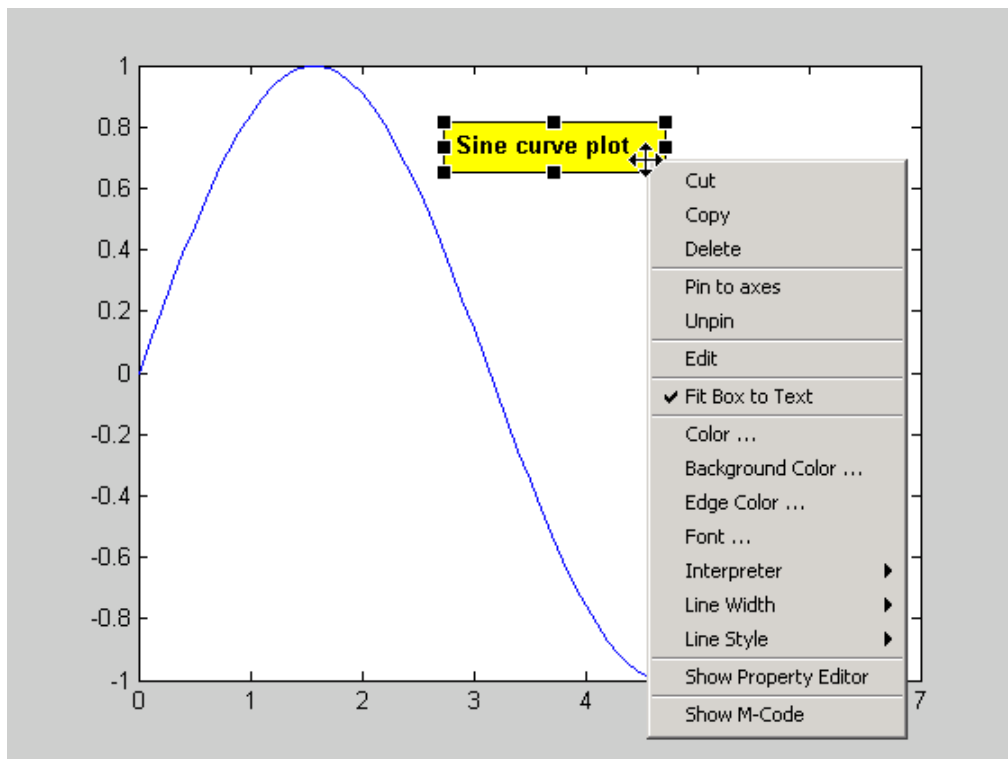 1
0.8
0.6
0.4
0.2
0
-0.2
-0.4
-0.6
-0.8
-1
0 1 2 3 4 7
Sine curve plot
Cut
Copy
Delete
Pin to axes
Unpin
Edit
Fit Box to Text
Color ...
Background Color ...
Edge Color ...
Font ...
Interpreter
Line Width
Line Style
Show Property Editor
Show M-Code